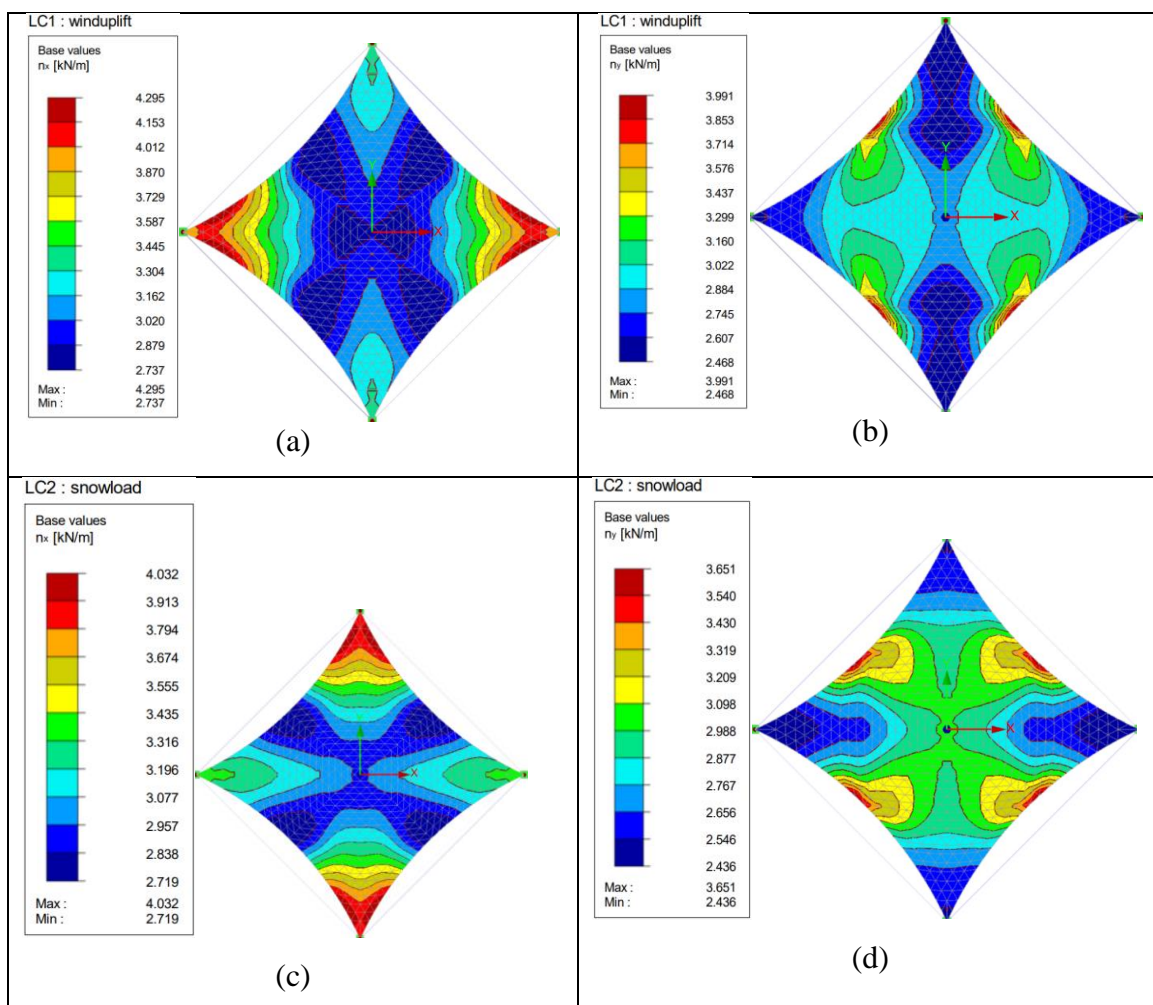 LC1 : winduplift
Base values
nx [kN/m]
4.295
4.153
4.012
3.870
3.729
3.587
3.445
3.304
3.162
3.020
2.879
2.737
Max : 4.295
Min : 2.737
Y
X
(a)
LC1 : winduplift
Base values
ny [kN/m]
3.991
3.853
3.714
3.576
3.437
3.299
3.160
3.022
2.884
2.745
2.607
2.468
Max : 3.991
Min : 2.468
Y
X
(b)
LC2 : snowload
Base values
nx [kN/m]
4.032
3.913
3.794
3.674
3.555
3.435
3.316
3.196
3.077
2.957
2.838
2.719
Max : 4.032
Min : 2.719
Y
X
(c)
LC2 : snowload
Base values
ny [kN/m]
3.651
3.540
3.430
3.319
3.209
3.098
2.988
2.877
2.767
2.656
2.546
2.436
Max : 3.651
Min : 2.436
X
(d)